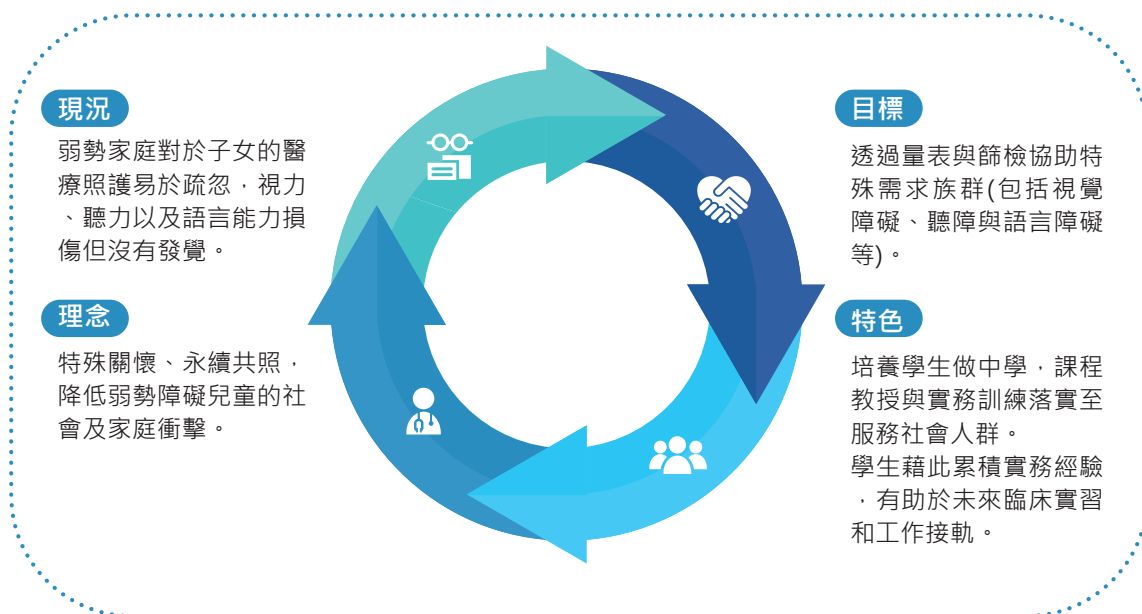 現況
弱勢家庭對於子女的醫
療照護易於疏忽，視力
、聽力以及語言能力損
傷但沒有發覺。
理念
特殊關懷、永續共照，
降低弱勢障礙兒童的社
會及家庭衝擊。
目標
透過量表與篩檢協助特
殊需求族群(包括視覺
障礙、聽障與語言障礙
等)。
特色
培養學生做中學，課程
教授與實務訓練落實至
服務社會人群。
學生藉此累積實務經驗
，有助於未來臨床實習
和工作接軌。